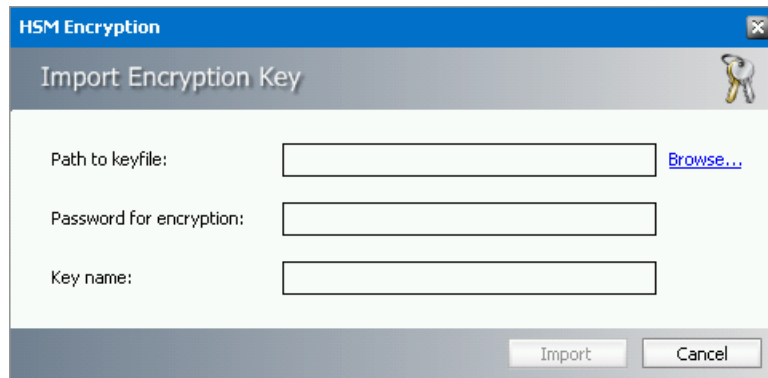 HSM Encryption
Import Encryption Key
Path to keyfile:
Browse...
Password for encryption:
Key name:
Import
Cancel